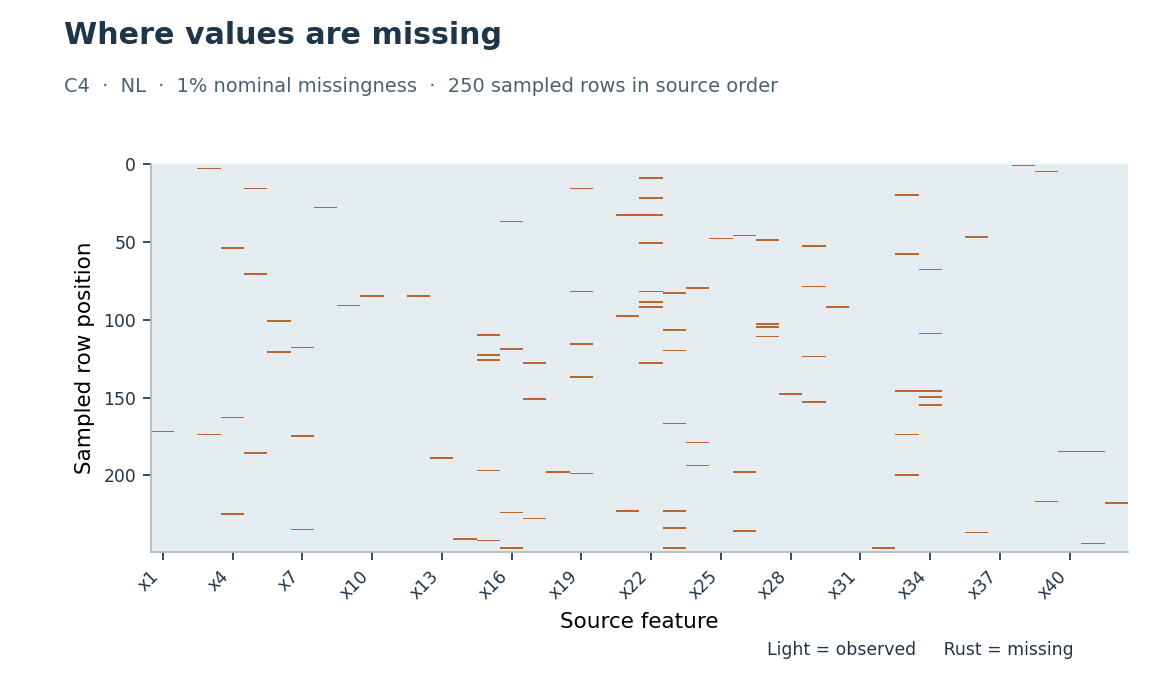 Where values are missing
C4 · NL · 1% nominal missingness · 250 sampled rows in source order
0
50
100
150
200
Sampled row position
x1 x4 x7 x10 x13 x16 x19 x22 x25 x28 x31 x34 x37 x40
Source feature
Light = observed Rust = missing